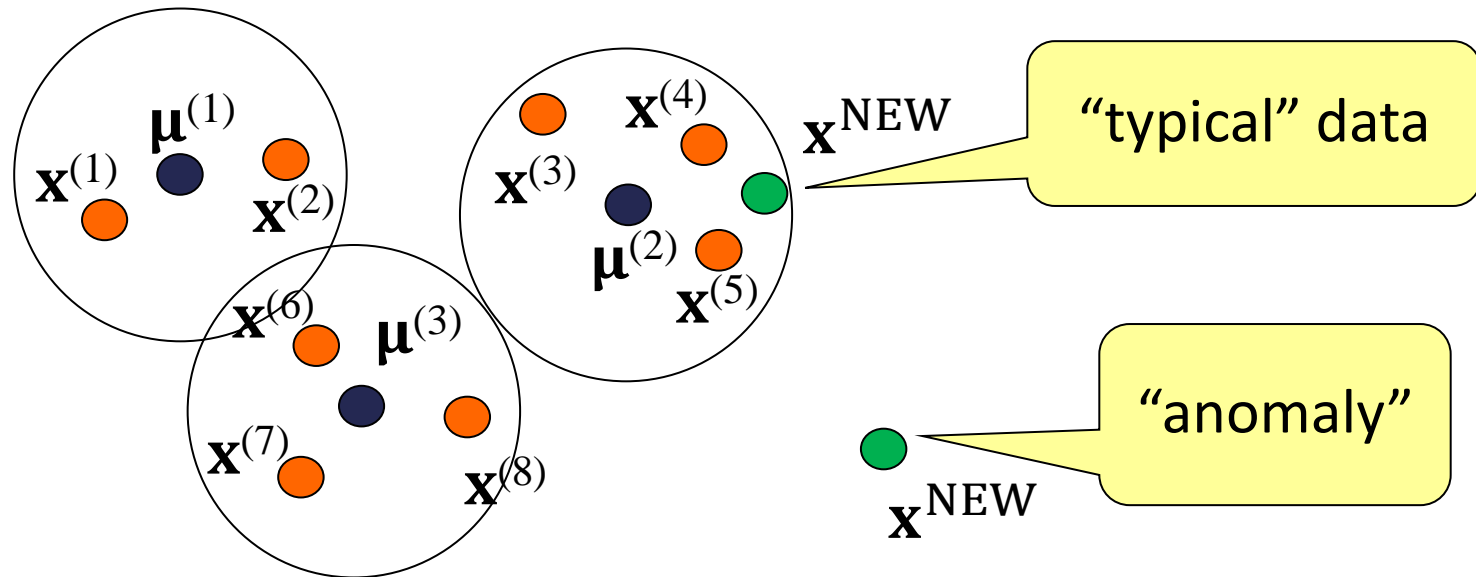 μ(1)
x(1)
x(2)
x(3)
x(4)
μ(2)
x(5)
xNEW
“typical” data
x(6)
μ(3)
x(7)
x(8)
“anomaly”
xNEW